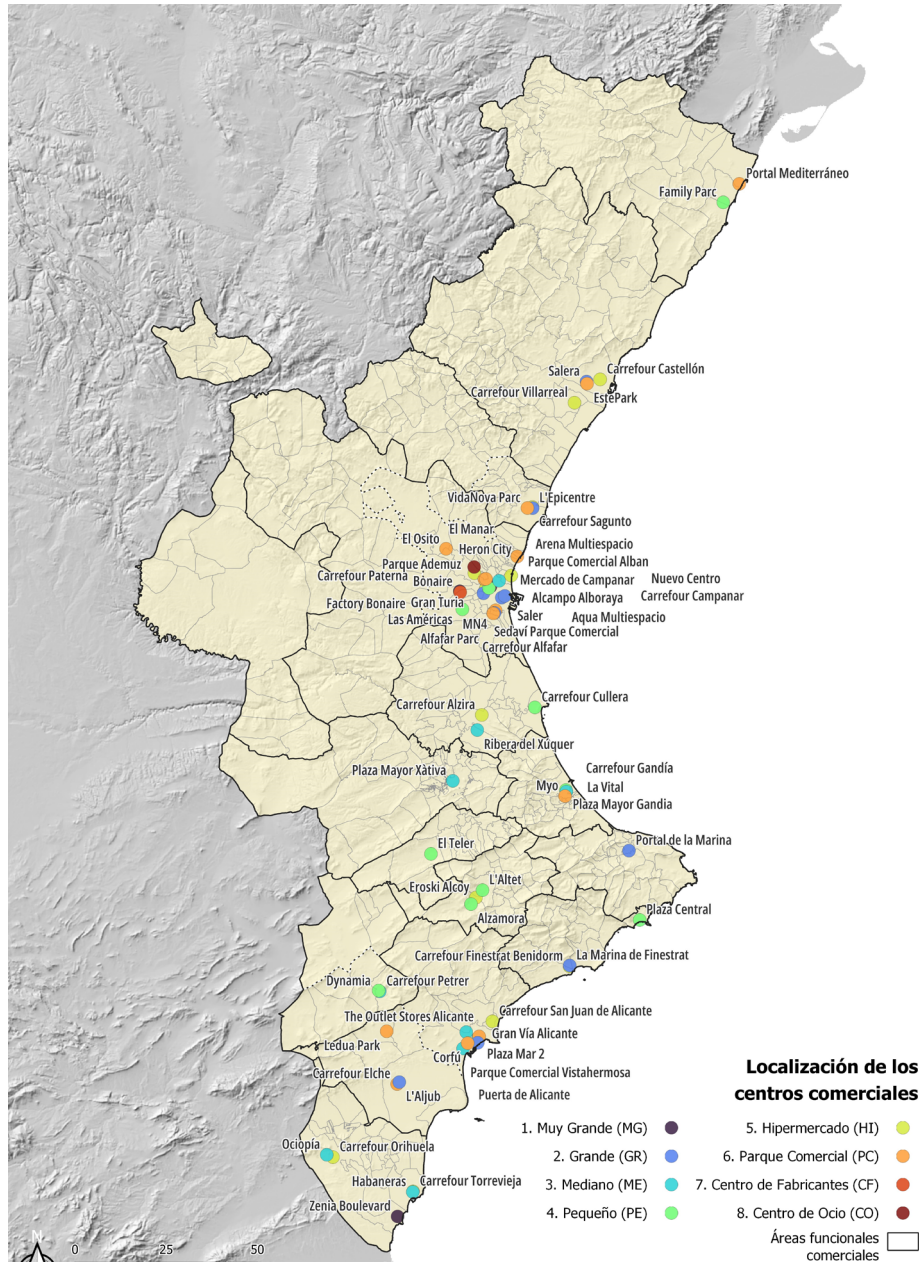 Portal Mediterráneo
Family Parc
Salera
Carrefour Castellón
Carrefour Villarreal
EstePark
VidaNova Parc
L'Epicentre
Carrefour Sagunto
El Manar
El Osito
Heron City
Arena Multiespacio
Parque Ademuz
Parque Comercial Alban
Carrefour Paterna
Bonaire
Mercado de Campanar
Nuevo Centro
Factory Bonaire
Gran Turia
Alcampo Alboraya
Carrefour Campanar
Las Américas
MN4
Saler
Aqua Multiespacio
Alfafar Parc
Sedaví Parque Comercial
Carrefour Alfafar
Carrefour Cullera
Carrefour Alzira
Ribera del Xúquer
Plaza Mayor Xàtiva
Carrefour Gandía
Myo
La Vital
Plaza Mayor Gandia
El Teler
Portal de la Marina
Eroski Alcoy
L'Altet
Alzamora
Plaza Central
Carrefour Finestrat Benidorm
La Marina de Finestrat
Dynamia
Carrefour Petrer
The Outlet Stores Alicante
Carrefour San Juan de Alicante
Ledua Park
Gran Vía Alicante
Corfú
Plaza Mar 2
Carrefour Elche
Parque Comercial Vistahermosa
L'Aljub
Puerta de Alicante
Ociopía
Carrefour Orihuela
Habaneras
Carrefour Torrevieja
Zenia Boulevard
Localización de los
centros comerciales
1. Muy Grande (MG)
2. Grande (GR)
3. Mediano (ME)
4. Pequeño (PE)
5. Hipermercado (HI)
6. Parque Comercial (PC)
7. Centro de Fabricantes (CF)
8. Centro de Ocio (CO)
Áreas funcionales
comerciales
N
0 25 50